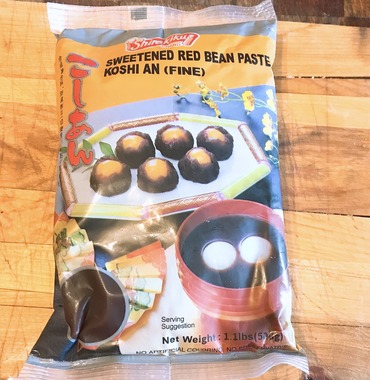 Shirakiku
SWEETENED RED BEAN PASTE
KOSHI AN (FINE)
こしあん
Serving
Suggestion
Net Weight: 1.1lbs(500g)
NO ARTIFICIAL COLORING